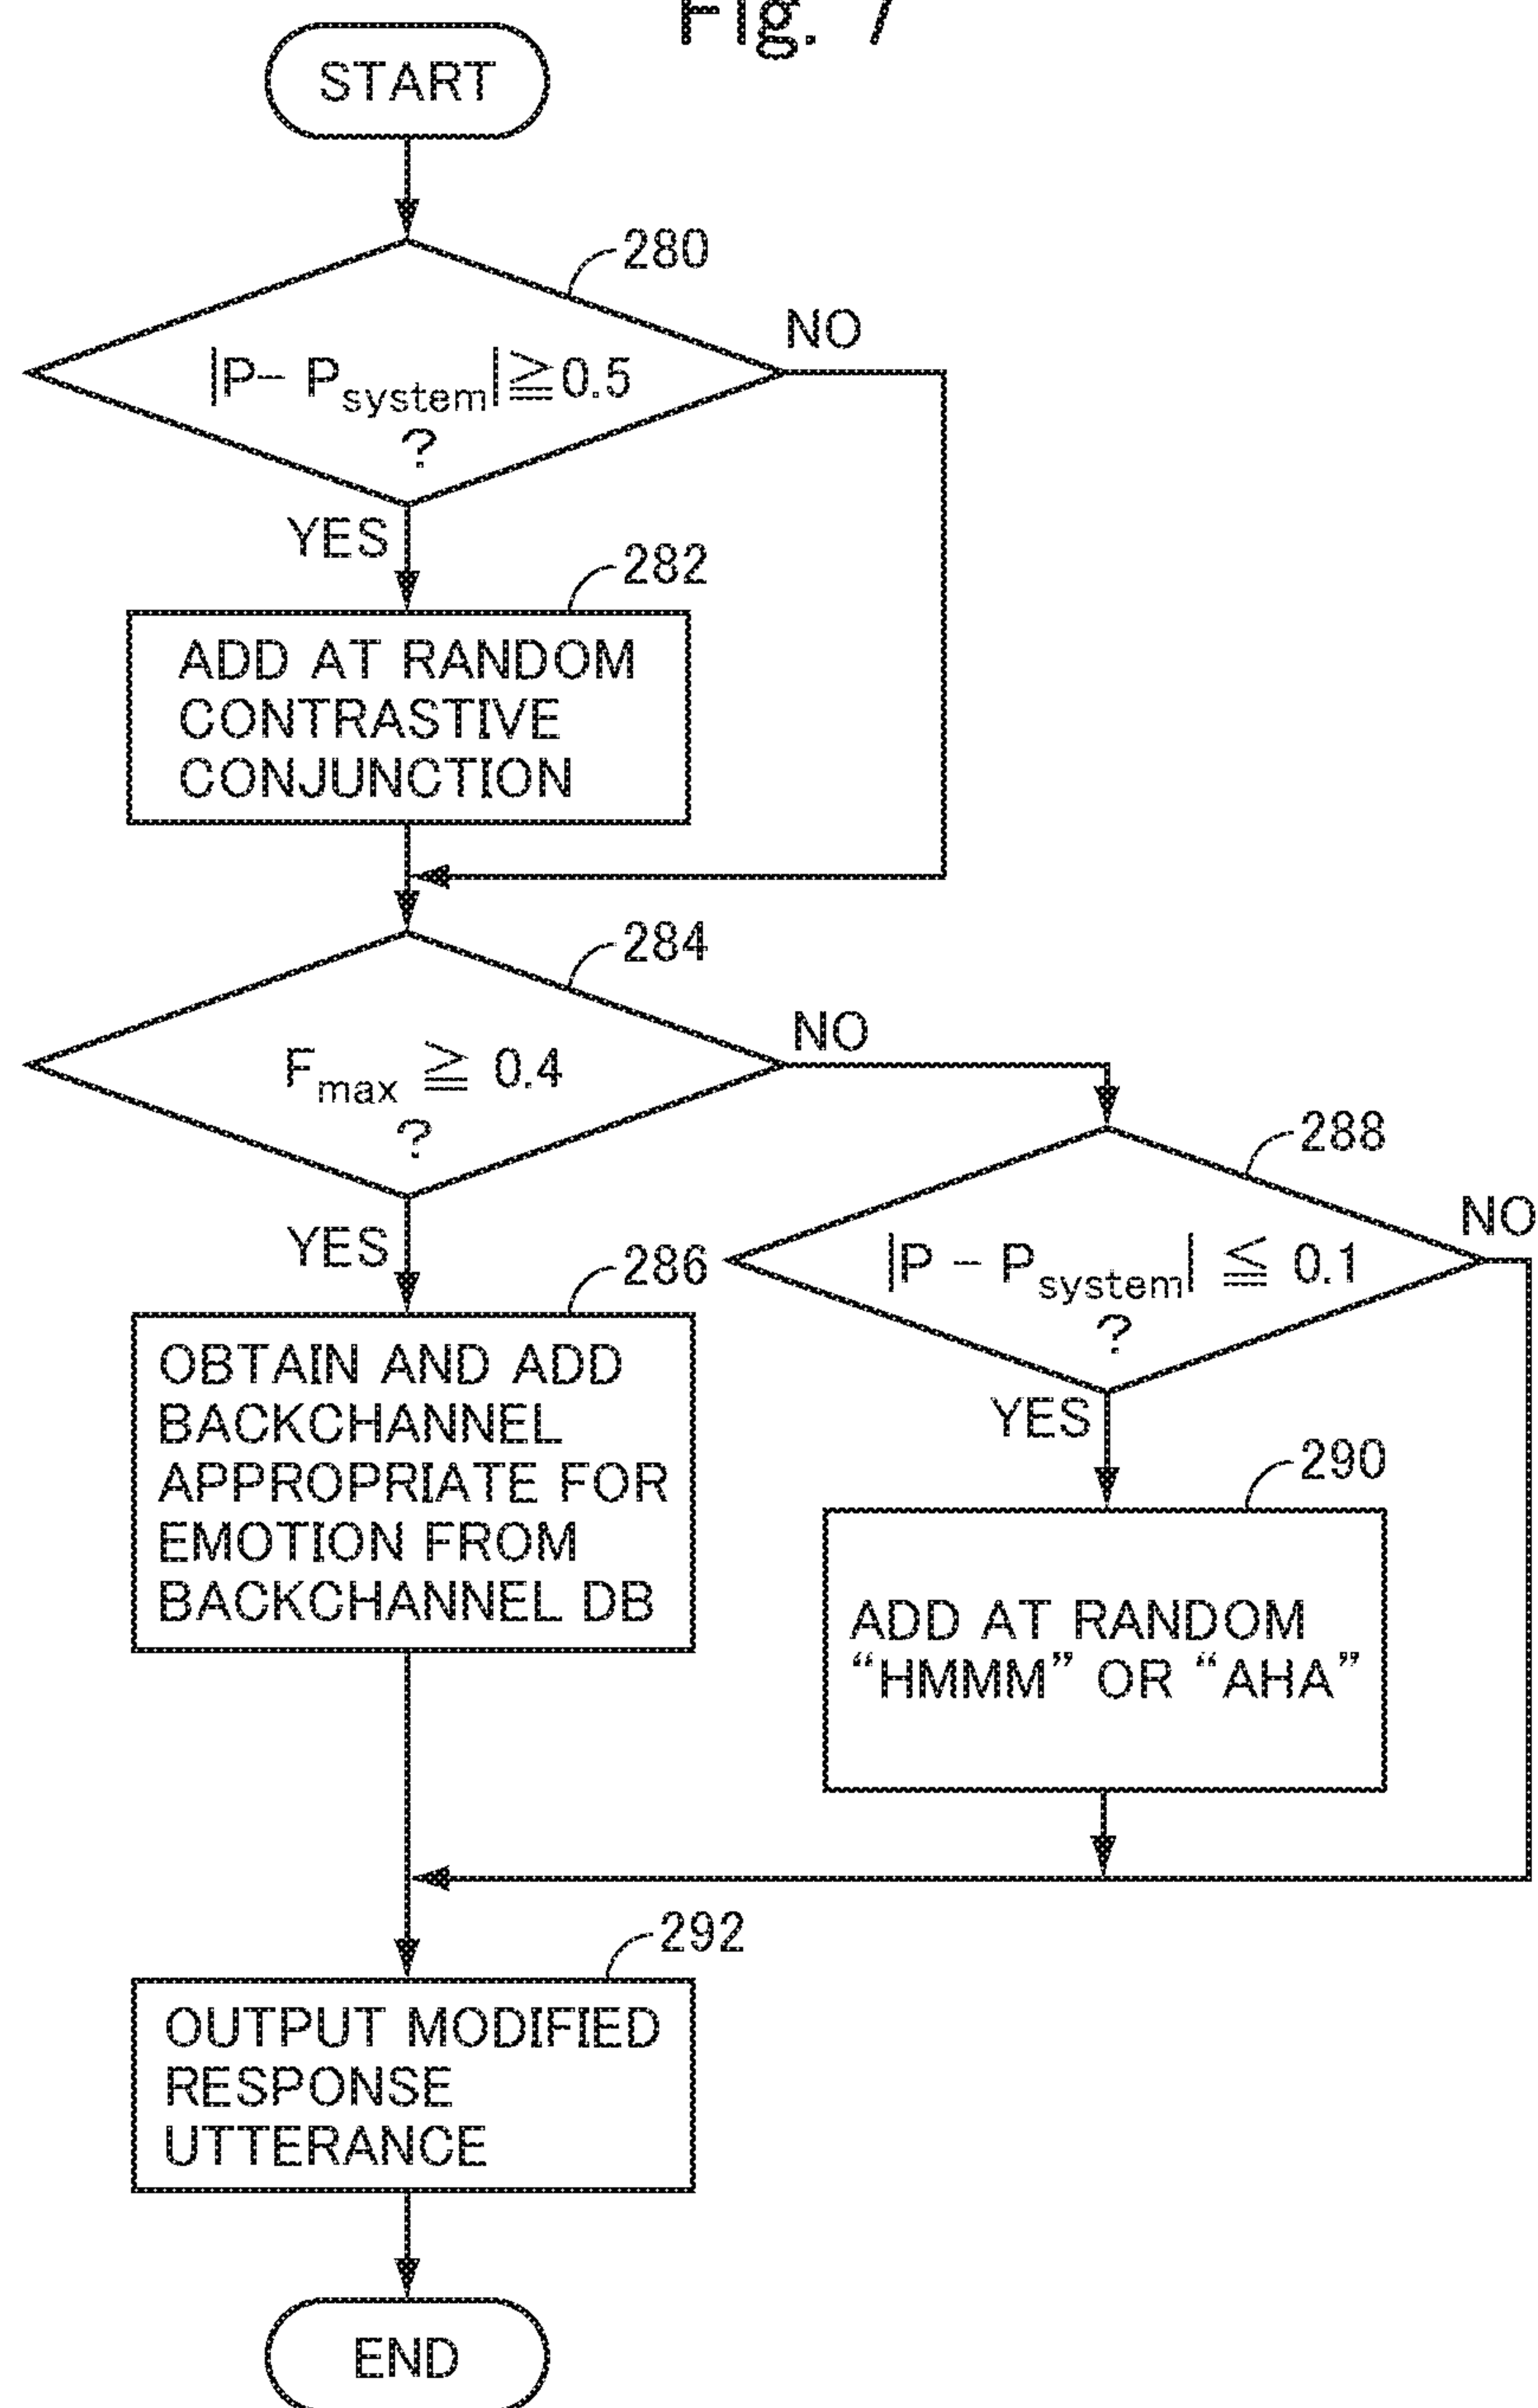 Fig. 7
START
280
|P- Psystem|≧0.5
?
NO
YES
282
ADD AT RANDOM
CONTRASTIVE
CONJUNCTION
284
Fmax ≧ 0.4
?
NO
YES
286
OBTAIN AND ADD
BACKCHANNEL
APPROPRIATE FOR
EMOTION FROM
BACKCHANNEL DB
288
|P - Psystem| ≦ 0.1
?
NO
YES
290
ADD AT RANDOM
“HMMM” OR “AHA”
292
OUTPUT MODIFIED
RESPONSE
UTTERANCE
END